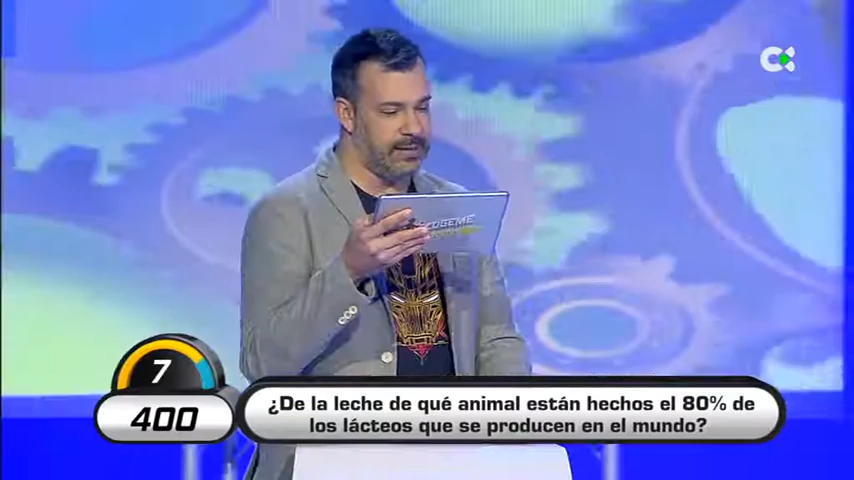 CÓGEME
7
400
¿De la leche de qué animal están hechos el 80% de
los lácteos que se producen en el mundo?